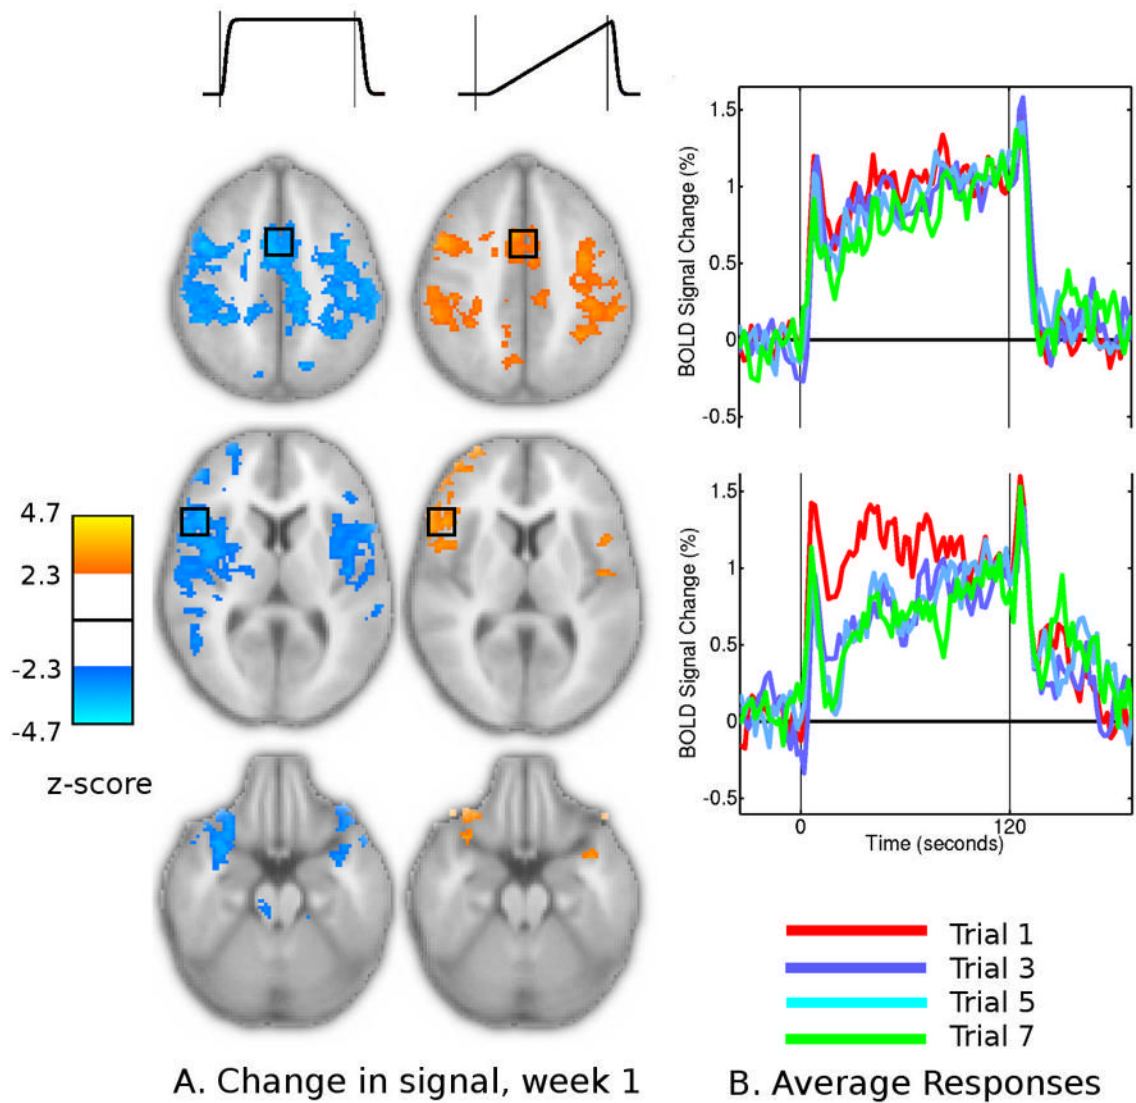 4.7
2.3
-2.3
-4.7
z-score
A. Change in signal, week 1
BOLD Signal Change (%)
1.5
1
0.5
0
-0.5
BOLD Signal Change (%)
1.5
1
0.5
0
-0.5
0
120
Time (seconds)
Trial 1
Trial 3
Trial 5
Trial 7
B. Average Responses